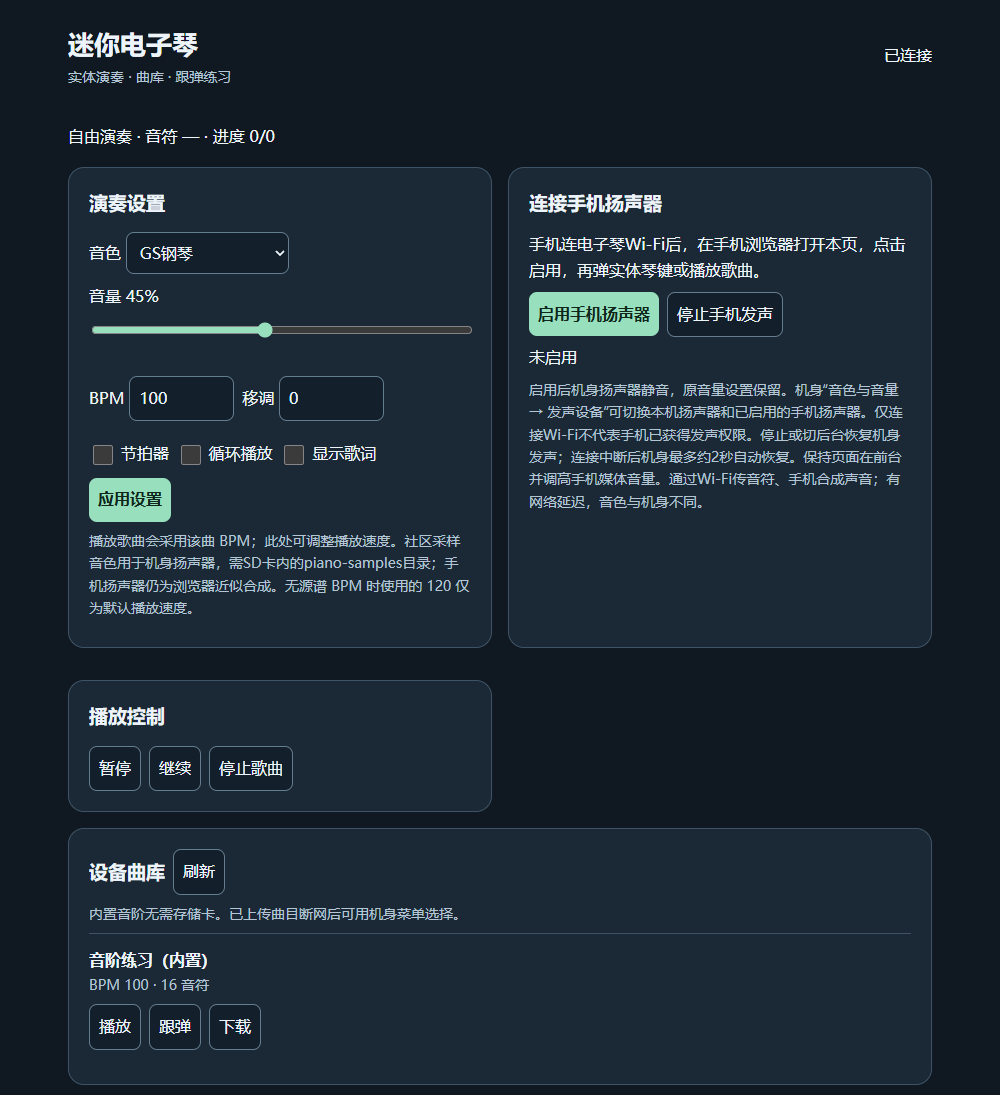 迷你电子琴
实体演奏 · 曲库 · 跟弹练习
已连接
自由演奏 · 音符 — · 进度 0/0
演奏设置
音色 GS钢琴
音量 45%
BPM 100 移调 0
节拍器 循环播放 显示歌词
应用设置
播放歌曲会采用该曲 BPM；此处可调整播放速度。社区采样
音色用于机身扬声器，需SD卡内的piano-samples目录；手
机扬声器仍为浏览器近似合成。无源谱 BPM 时使用的 120 仅
为默认播放速度。
连接手机扬声器
手机连电子琴Wi-Fi后，在手机浏览器打开本页，点击
启用，再弹实体琴键或播放歌曲。
启用手机扬声器 停止手机发声
未启用
启用后机身扬声器静音，原音量设置保留。机身“音色与音量
→ 发声设备”可切换本机扬声器和已启用的手机扬声器。仅连
接Wi-Fi不代表手机已获得发声权限。停止或切后台恢复机身
发声；连接中断后机身最多约2秒自动恢复。保持页面在前台
并调高手机媒体音量。通过Wi-Fi传音符、手机合成声音；有
网络延迟，音色与机身不同。
播放控制
暂停 继续 停止歌曲
设备曲库 刷新
内置音阶无需存储卡。已上传曲目断网后可用机身菜单选择。
音阶练习（内置）
BPM 100 · 16 音符
播放 跟弹 下载